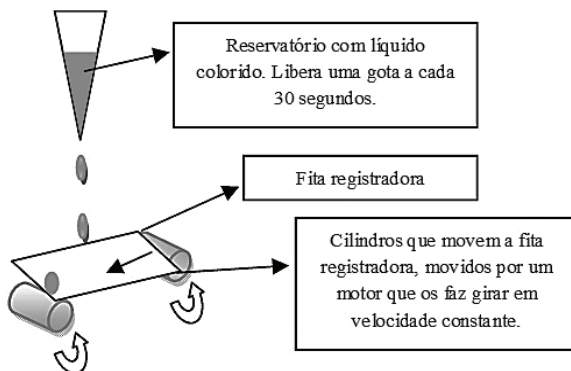 Reservatório com líquido
colorido. Libera uma gota a cada
30 segundos.
Fita registradora
Cilindros que movem a fita
registradora, movidos por um
motor que os faz girar em
velocidade constante.